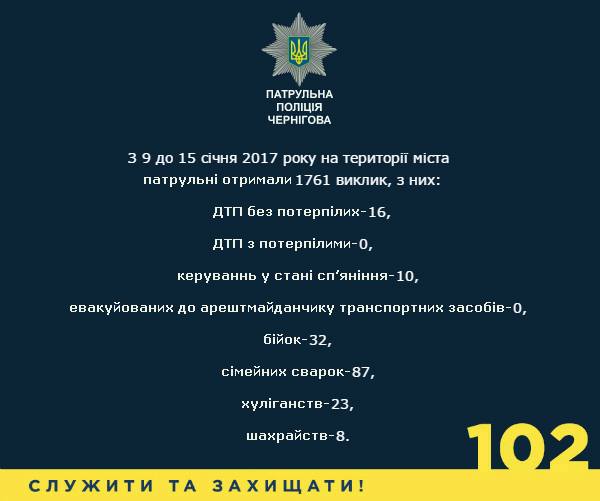 ПАТРУЛЬНА
ПОЛІЦІЯ
ЧЕРНІГОВА
З 9 до 15 січня 2017 року на території міста
патрульні отримали 1761 виклик, з них:
ДТП без потерпілих-16,
ДТП з потерпілими-0,
керуваннь у стані сп’яніння-10,
евакуйованих до арештмайданчику транспортних засобів-0,
бійок-32,
сімейних сварок-87,
хуліганств-23,
шахрайств-8.
102
СЛУЖИТИ ТА ЗАХИЩАТИ!